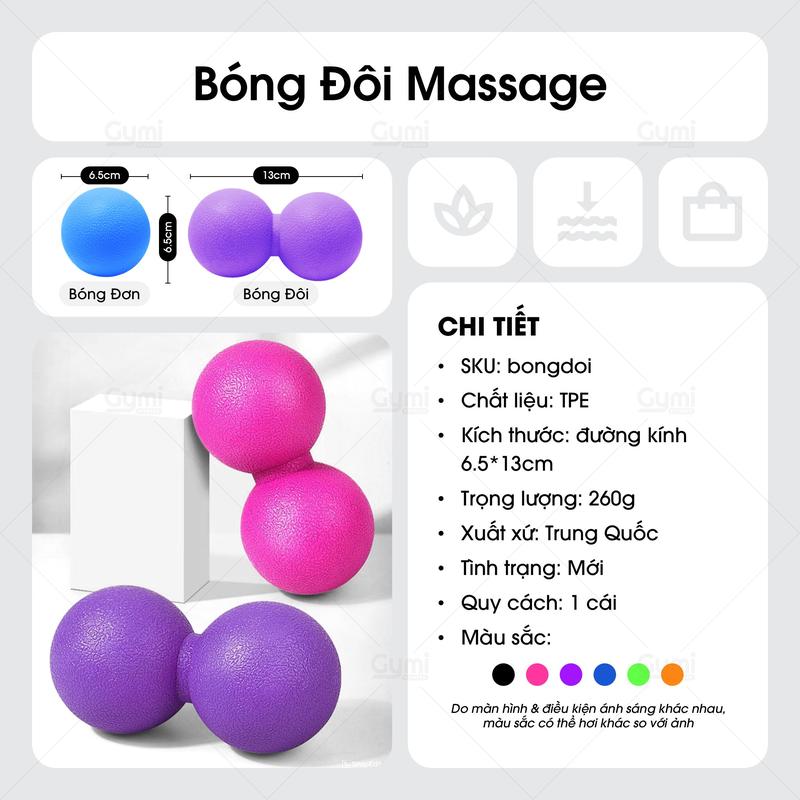 Bóng Đôi Massage
6.5cm
13cm
6.5cm
Bóng Đơn
Bóng Đôi
CHI TIẾT
• SKU: bongdoi
• Chất liệu: TPE
• Kích thước: đường kính
6.5*13cm
• Trọng lượng: 260g
• Xuất xứ: Trung Quốc
• Tình trạng: Mới
• Quy cách: 1 cái
• Màu sắc:
Do màn hình & điều kiện ánh sáng khác nhau,
màu sắc có thể hơi khác so với ảnh
Gymi
Gymi
Gymi
Gymi
Gymi
Gymi